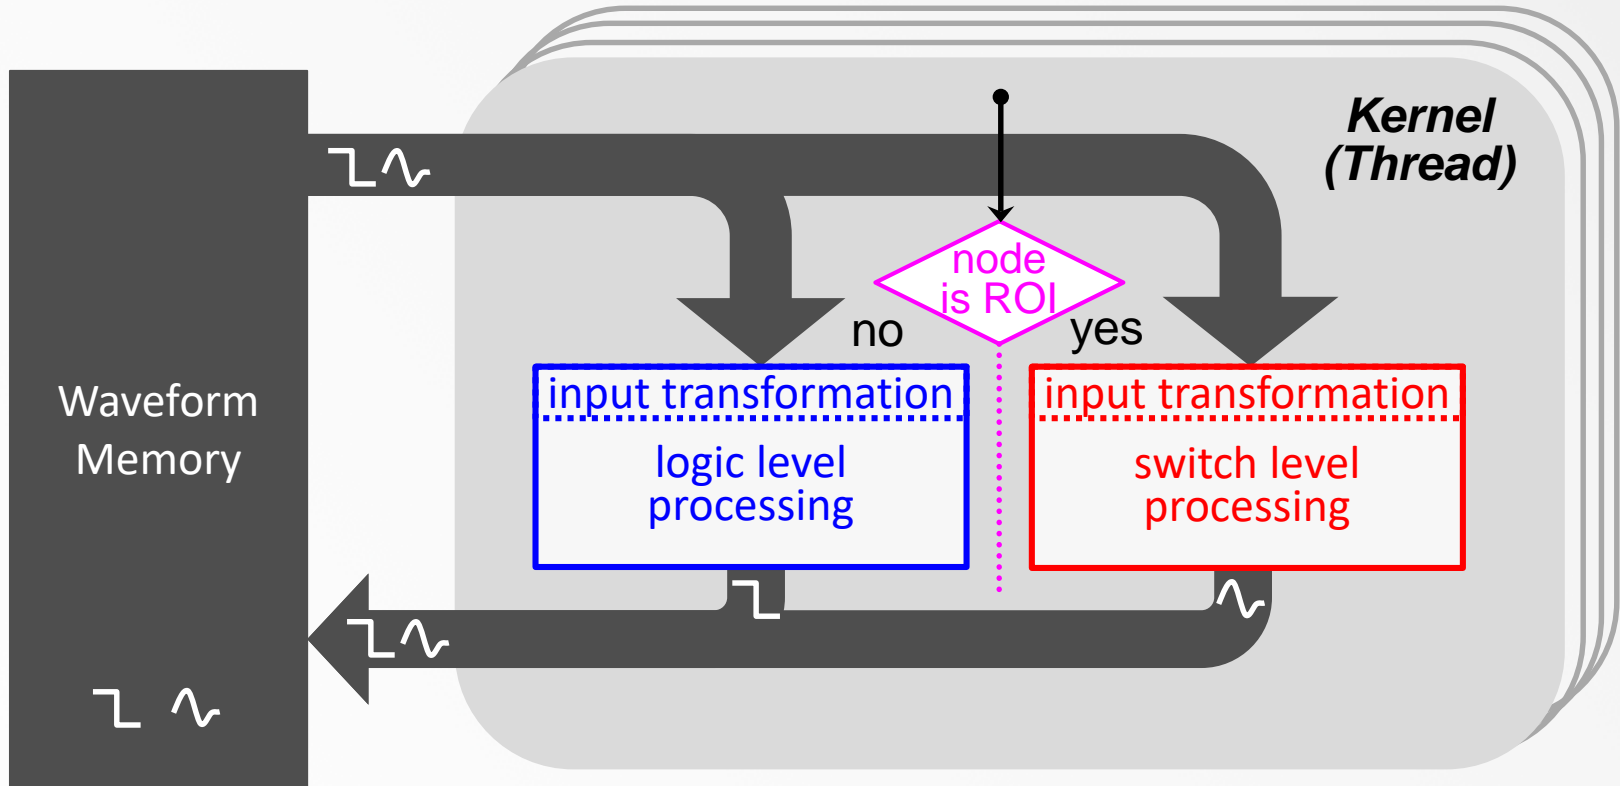 Kernel
(Thread)
node
is ROI
no
yes
Waveform
Memory
input transformation
logic level
processing
input transformation
switch level
processing